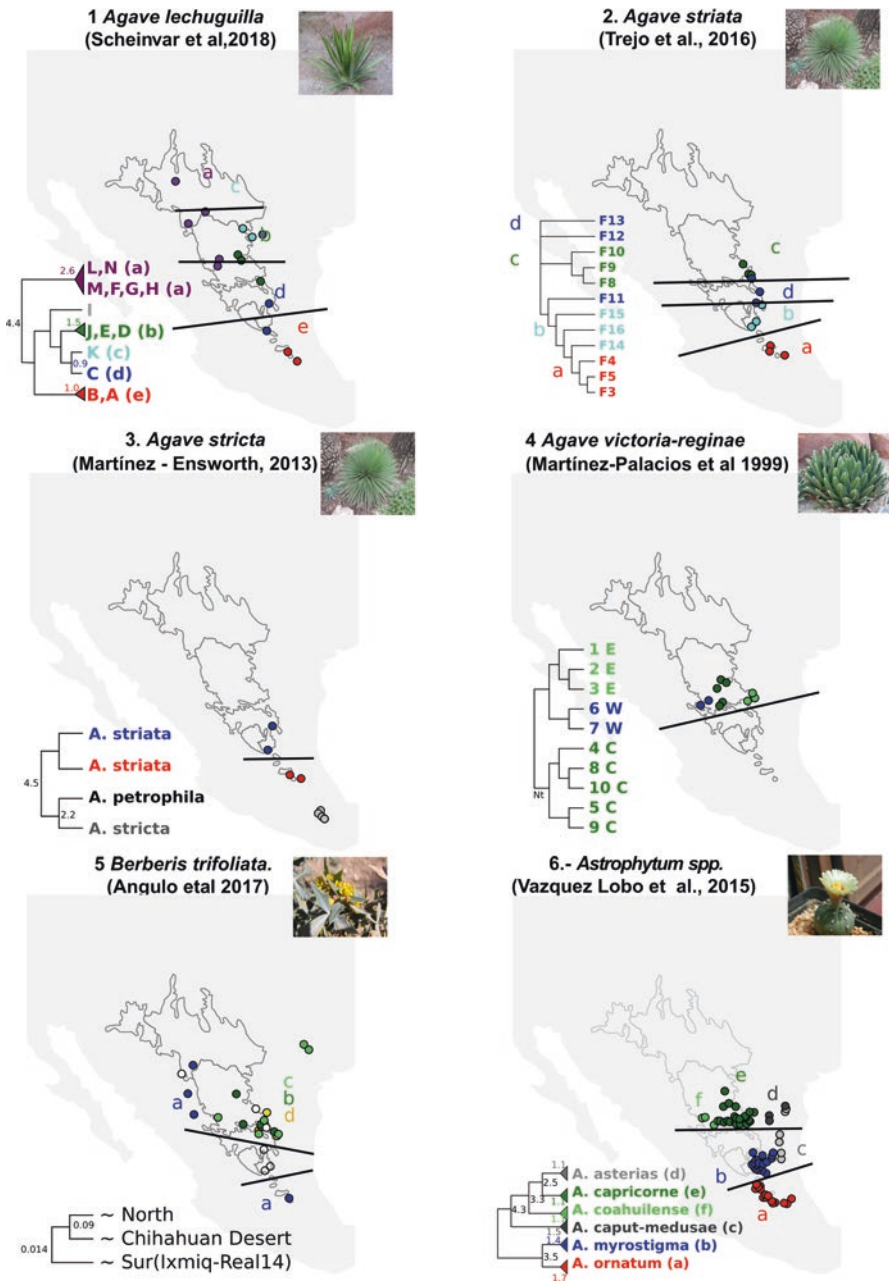 1 Agave lechuguilla
(Scheinvar et al,2018)
a
c
b
d
e
2.6
L,N (a)
M,F,G,H (a)
I
4.4
1.5
J,E,D (b)
K (c)
0.9
C (d)
1.0
B,A (e)
2. Agave striata
(Trejo et al., 2016)
d
F13
F12
c
F10
F9
F8
F11
F15
b
F16
F14
a
F4
F5
F3
c
d
b
a
3. Agave stricta
(Martínez - Ensworth, 2013)
A. striata
A. striata
4.5
A. petrophila
2.2
A. stricta
4 Agave victoria-reginae
(Martínez-Palacios et al 1999)
1 E
2 E
3 E
6 W
7 W
4 C
8 C
10 C
Nt
5 C
9 C
5 Berberis trifoliata.
(Angulo etal 2017)
c
b
a
d
a
~ North
0.09
~ Chihahuan Desert
0.014
~ Sur(Ixmiq-Real14)
6.- Astrophytum spp.
(Vazquez Lobo et al., 2015)
e
d
f
c
b
a
1.1
A. asterias (d)
2.5
3.3
A. capricorne (e)
4.3
A. coahuilense (f)
1.5
A. caput-medusae (c)
1.4
A. myrostigma (b)
3.5
A. ornatum (a)
1.7